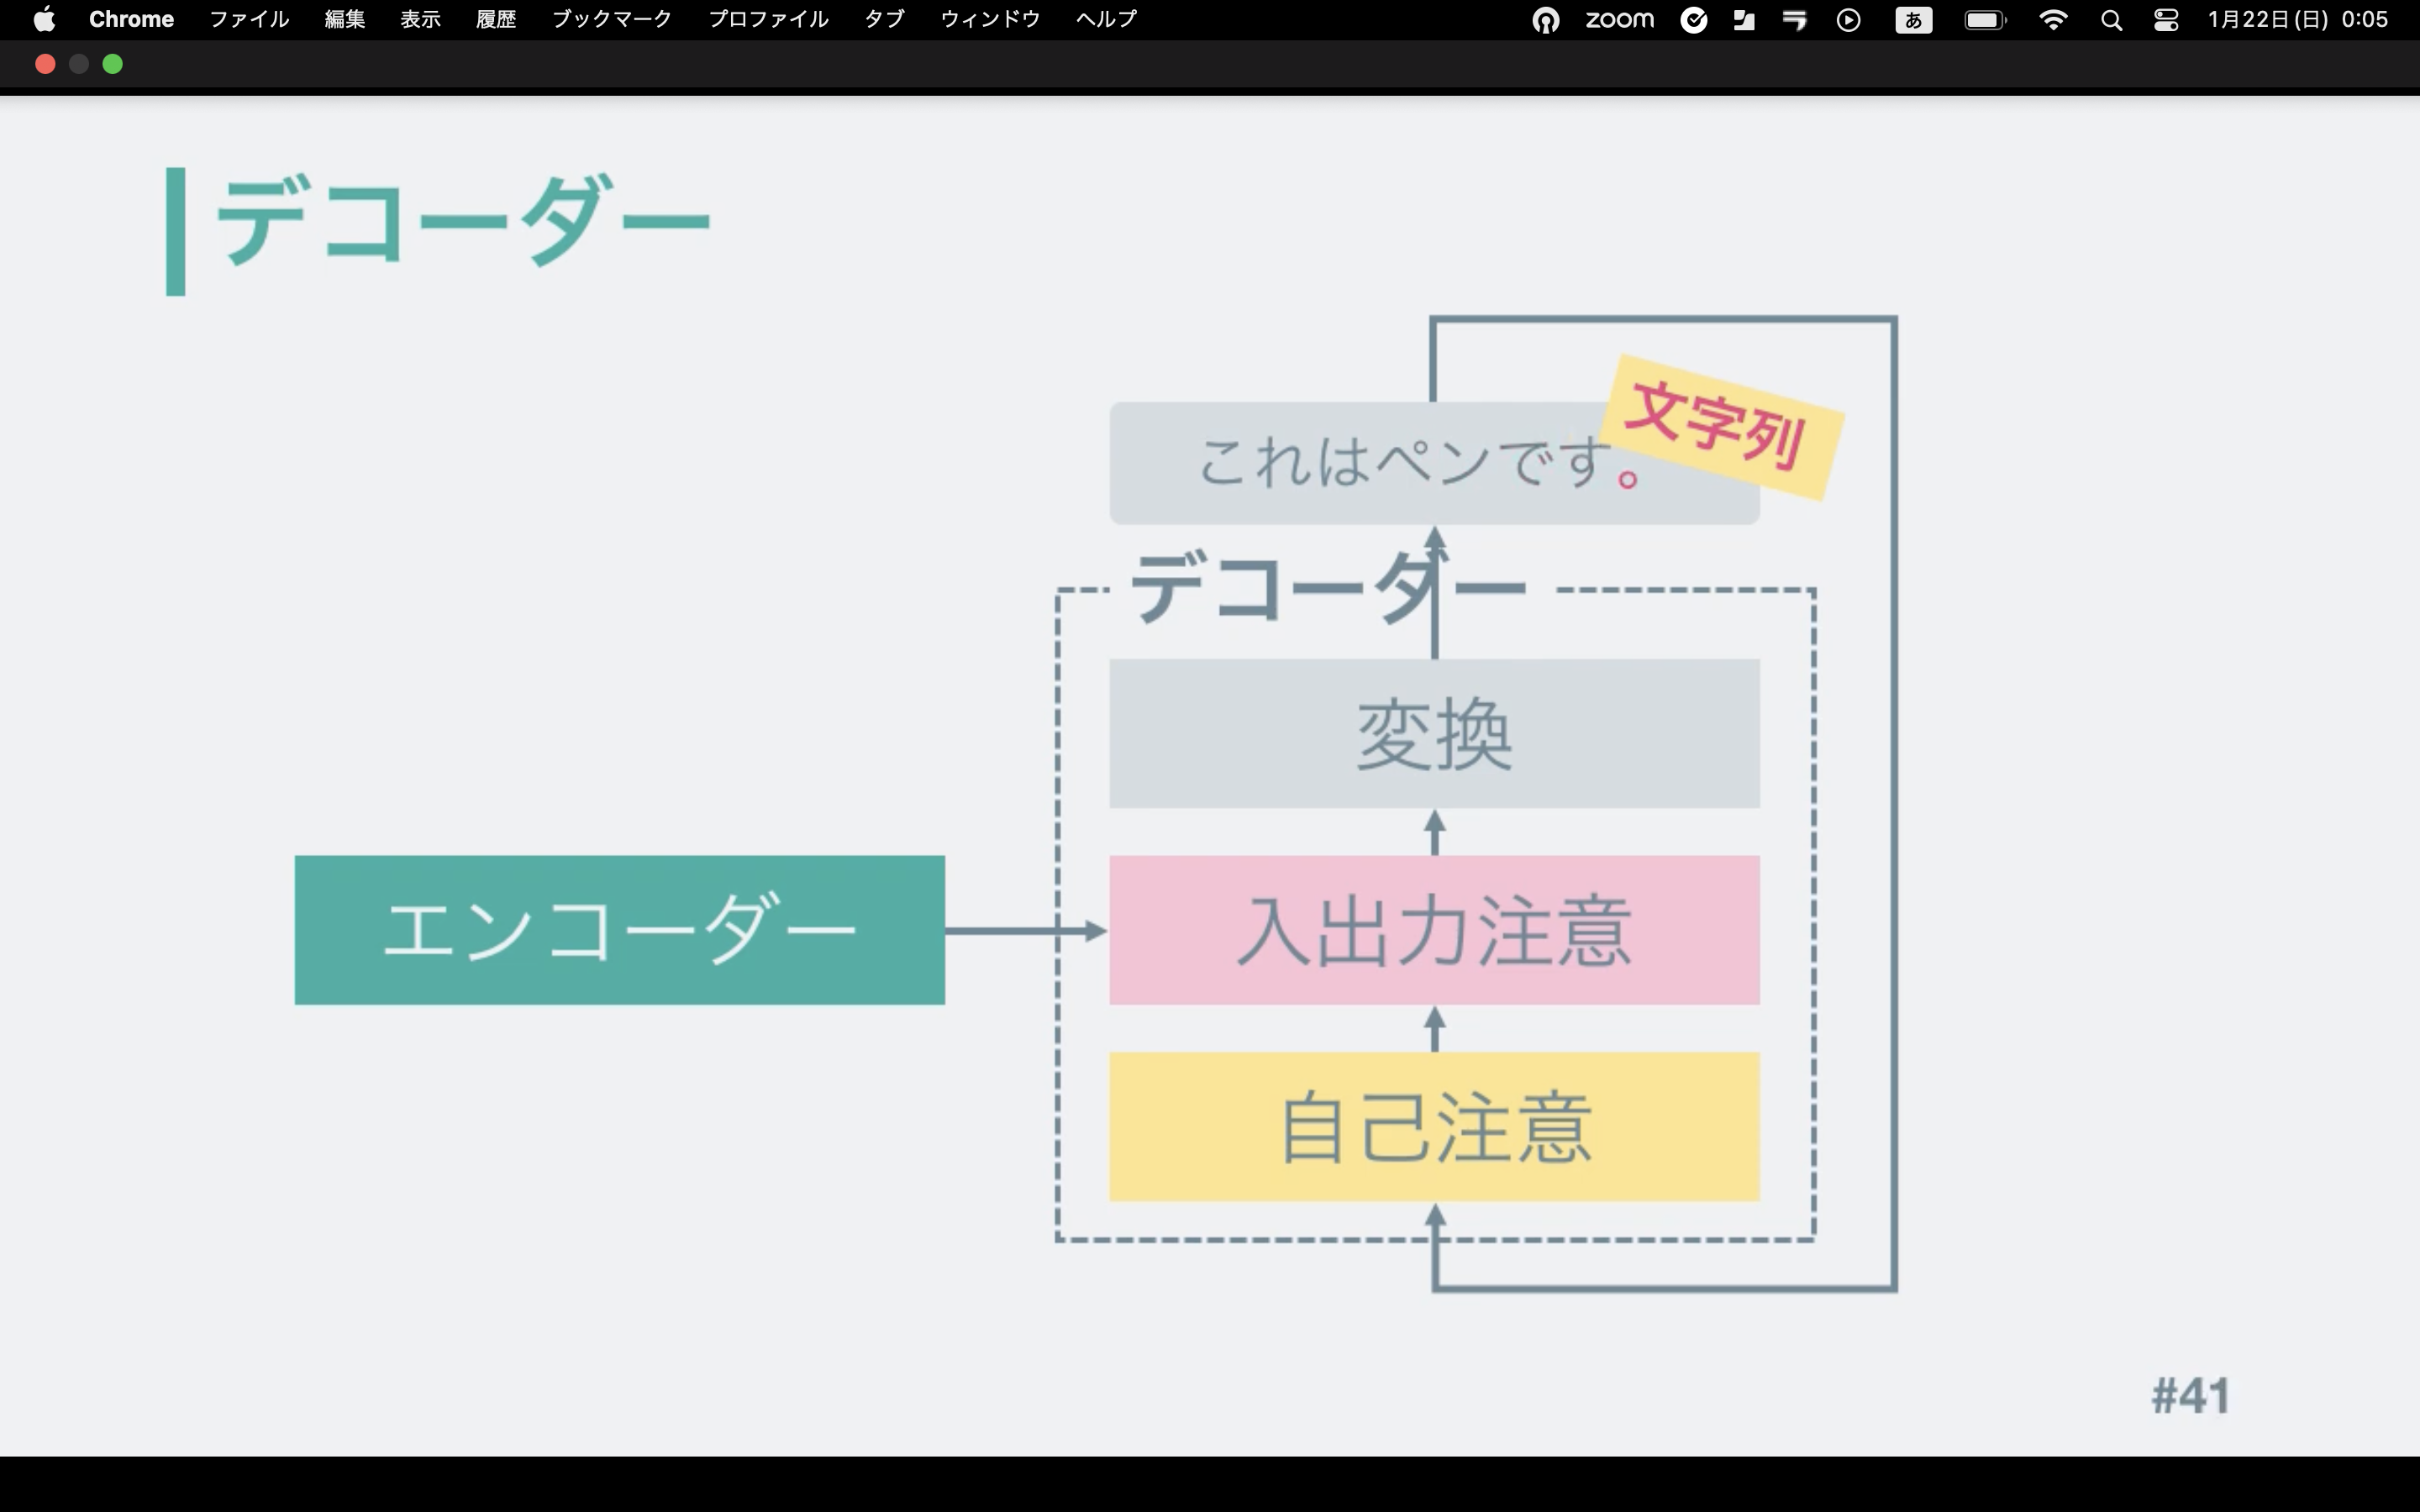 Chrome ファイル 編集 表示 履歴 ブックマーク プロファイル タブ ウィンドウ ヘルプ zoom あ 1月22日(日) 0:05
デコーダー
文字列
これはペンです。
デコーダー
変換
エンコーダー
入出力注意
自己注意
#41